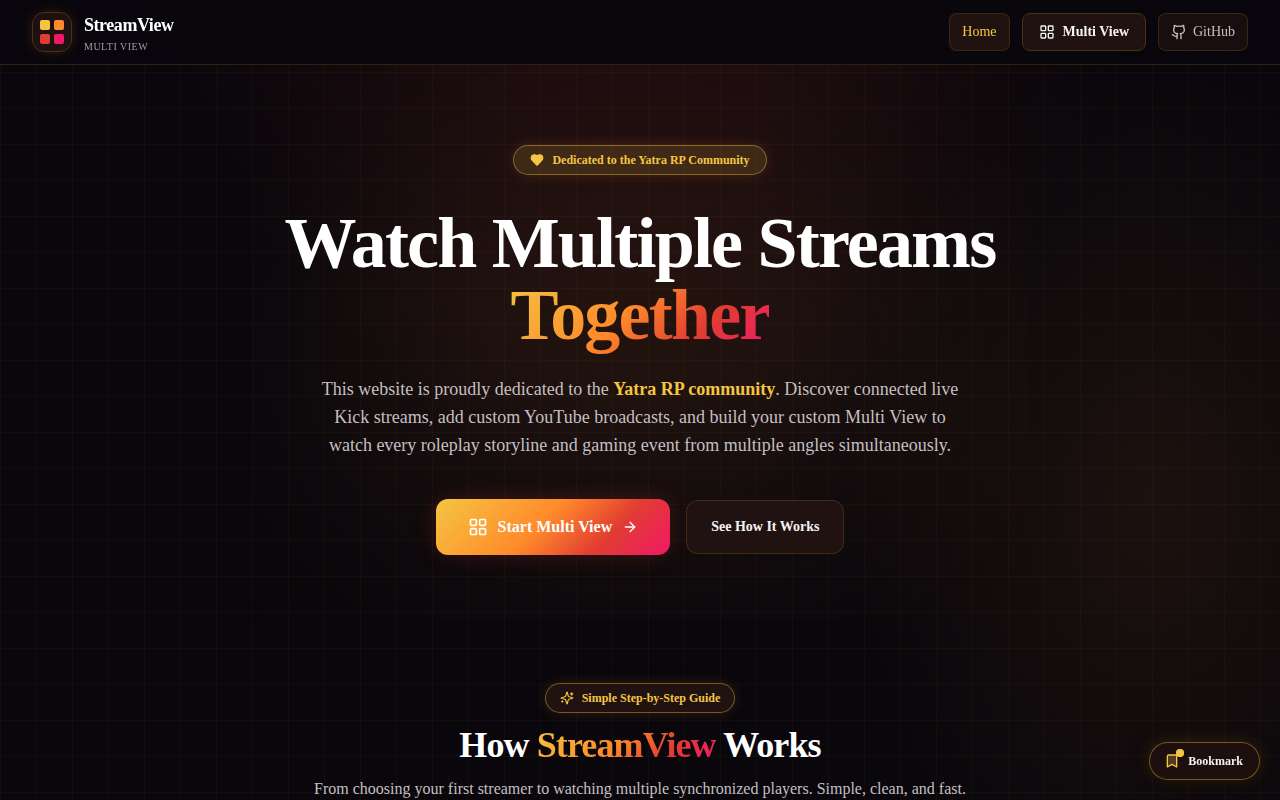 StreamView
MULTI VIEW
Home
Multi View
GitHub
Dedicated to the Yatra RP Community
Watch Multiple Streams
Together
This website is proudly dedicated to the Yatra RP community. Discover connected live
Kick streams, add custom YouTube broadcasts, and build your custom Multi View to
watch every roleplay storyline and gaming event from multiple angles simultaneously.
Start Multi View
See How It Works
Simple Step-by-Step Guide
How StreamView Works
From choosing your first streamer to watching multiple synchronized players. Simple, clean, and fast.
Bookmark